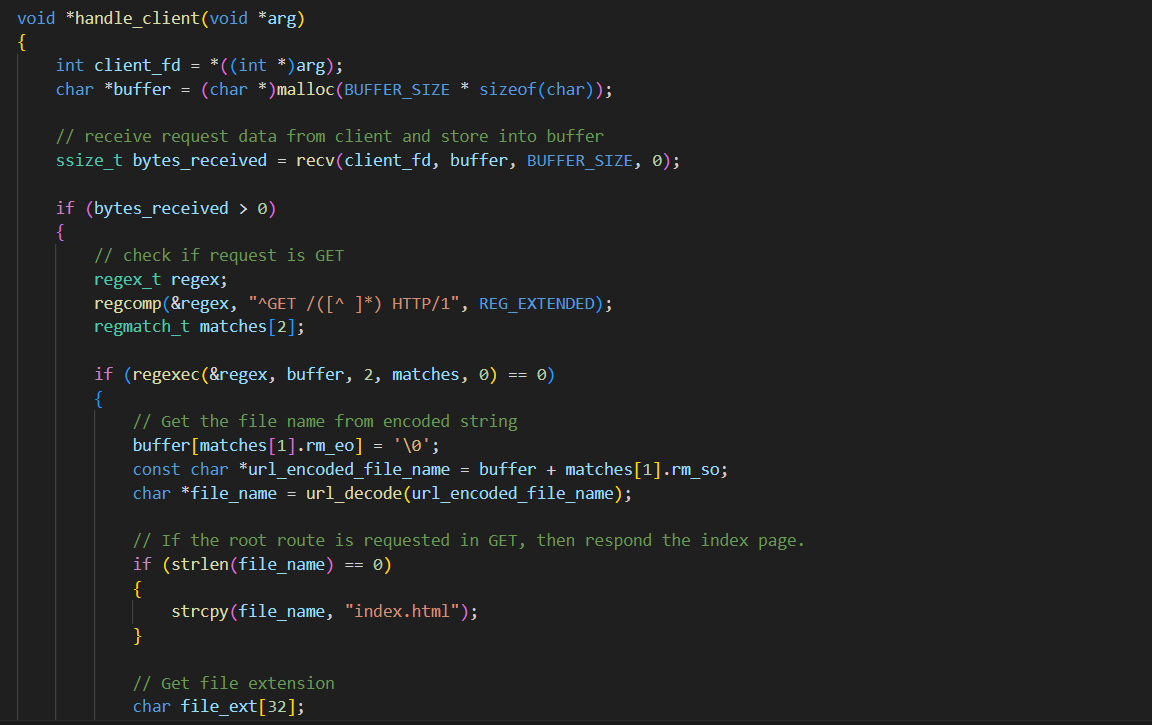 void *handle_client(void *arg)
{
    int client_fd = *((int *)arg);
    char *buffer = (char *)malloc(BUFFER_SIZE * sizeof(char));

    // receive request data from client and store into buffer
    ssize_t bytes_received = recv(client_fd, buffer, BUFFER_SIZE, 0);

    if (bytes_received > 0)
    {
        // check if request is GET
        regex_t regex;
        regcomp(&regex, "^GET /([^ ]*) HTTP/1", REG_EXTENDED);
        regmatch_t matches[2];

        if (regexec(&regex, buffer, 2, matches, 0) == 0)
        {
            // Get the file name from encoded string
            buffer[matches[1].rm_eo] = '\0';
            const char *url_encoded_file_name = buffer + matches[1].rm_so;
            char *file_name = url_decode(url_encoded_file_name);

            // If the root route is requested in GET, then respond the index page.
            if (strlen(file_name) == 0)
            {
                strcpy(file_name, "index.html");
            }

            // Get file extension
            char file_ext[32];